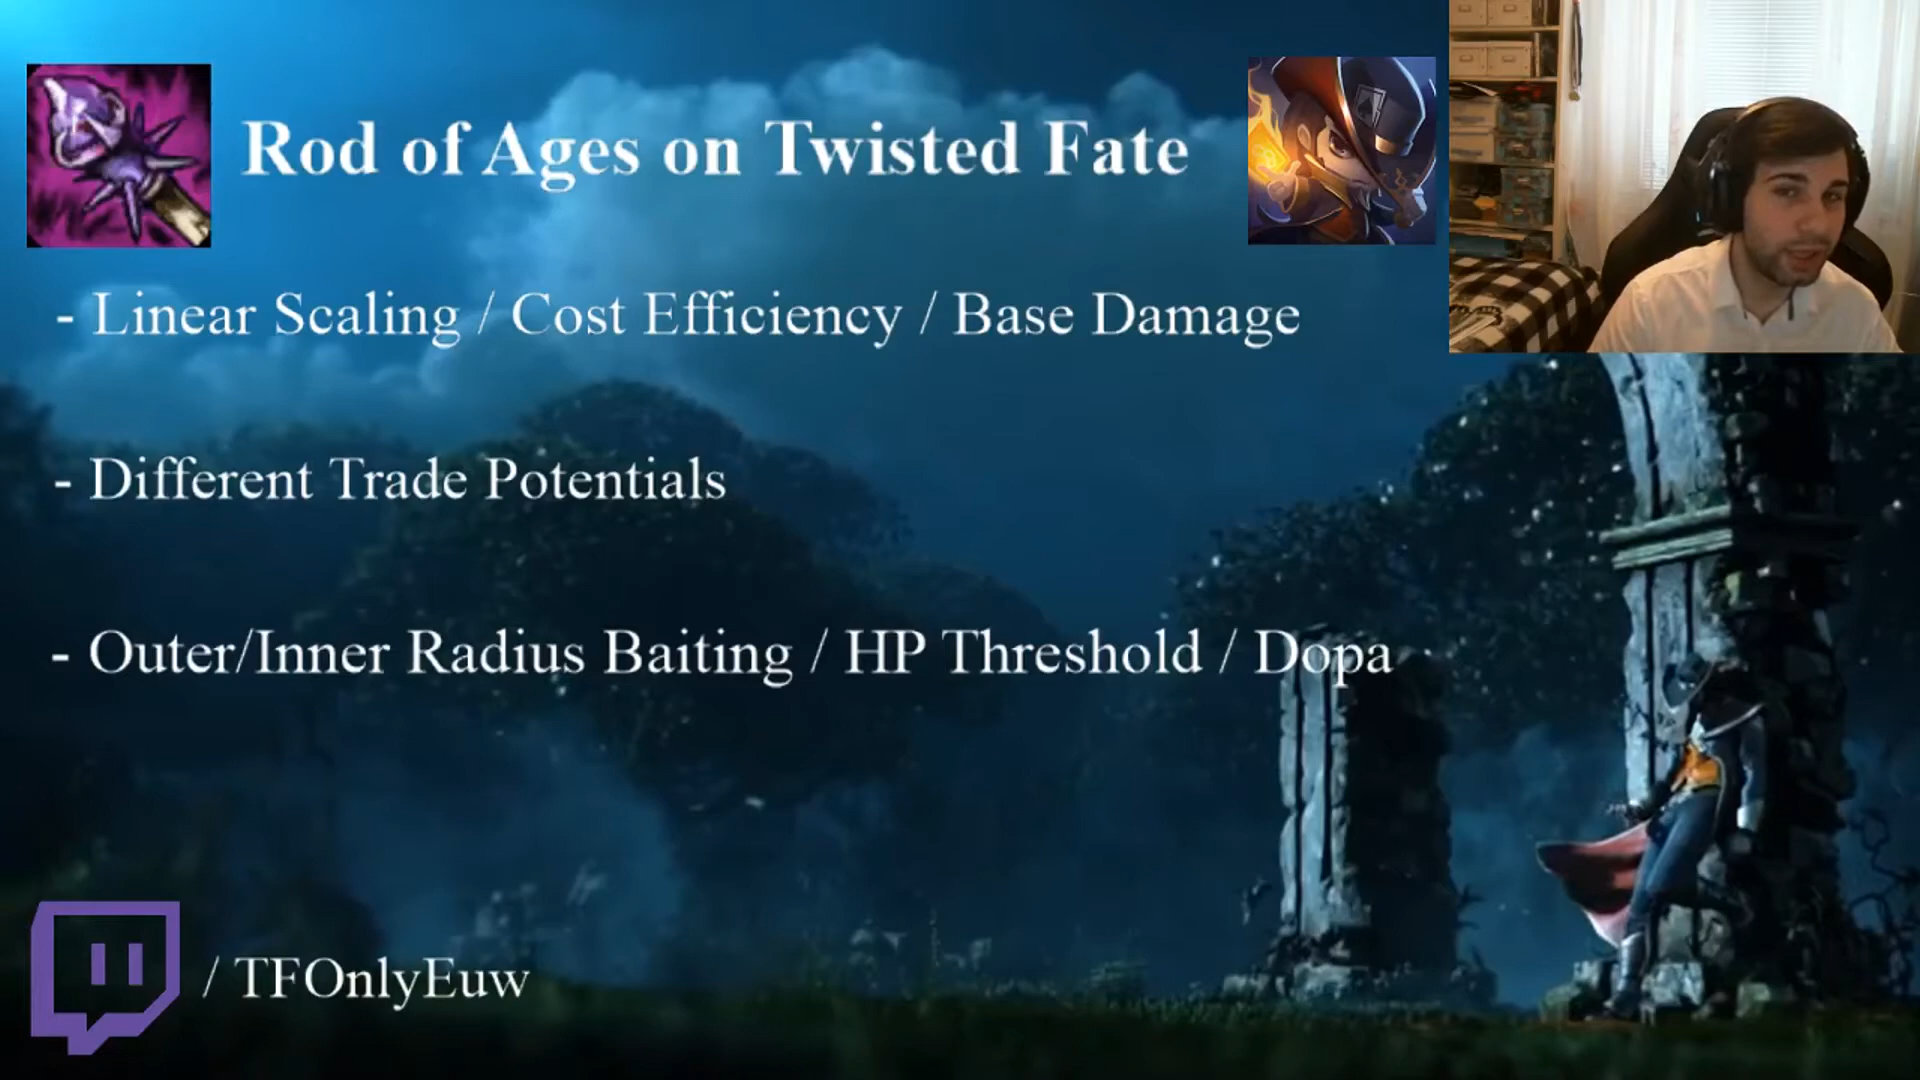 Rod of Ages on Twisted Fate
- Linear Scaling / Cost Efficiency / Base Damage
- Different Trade Potentials
- Outer/Inner Radius Baiting / HP Threshold / Dopa
/ TFOnlyEuw